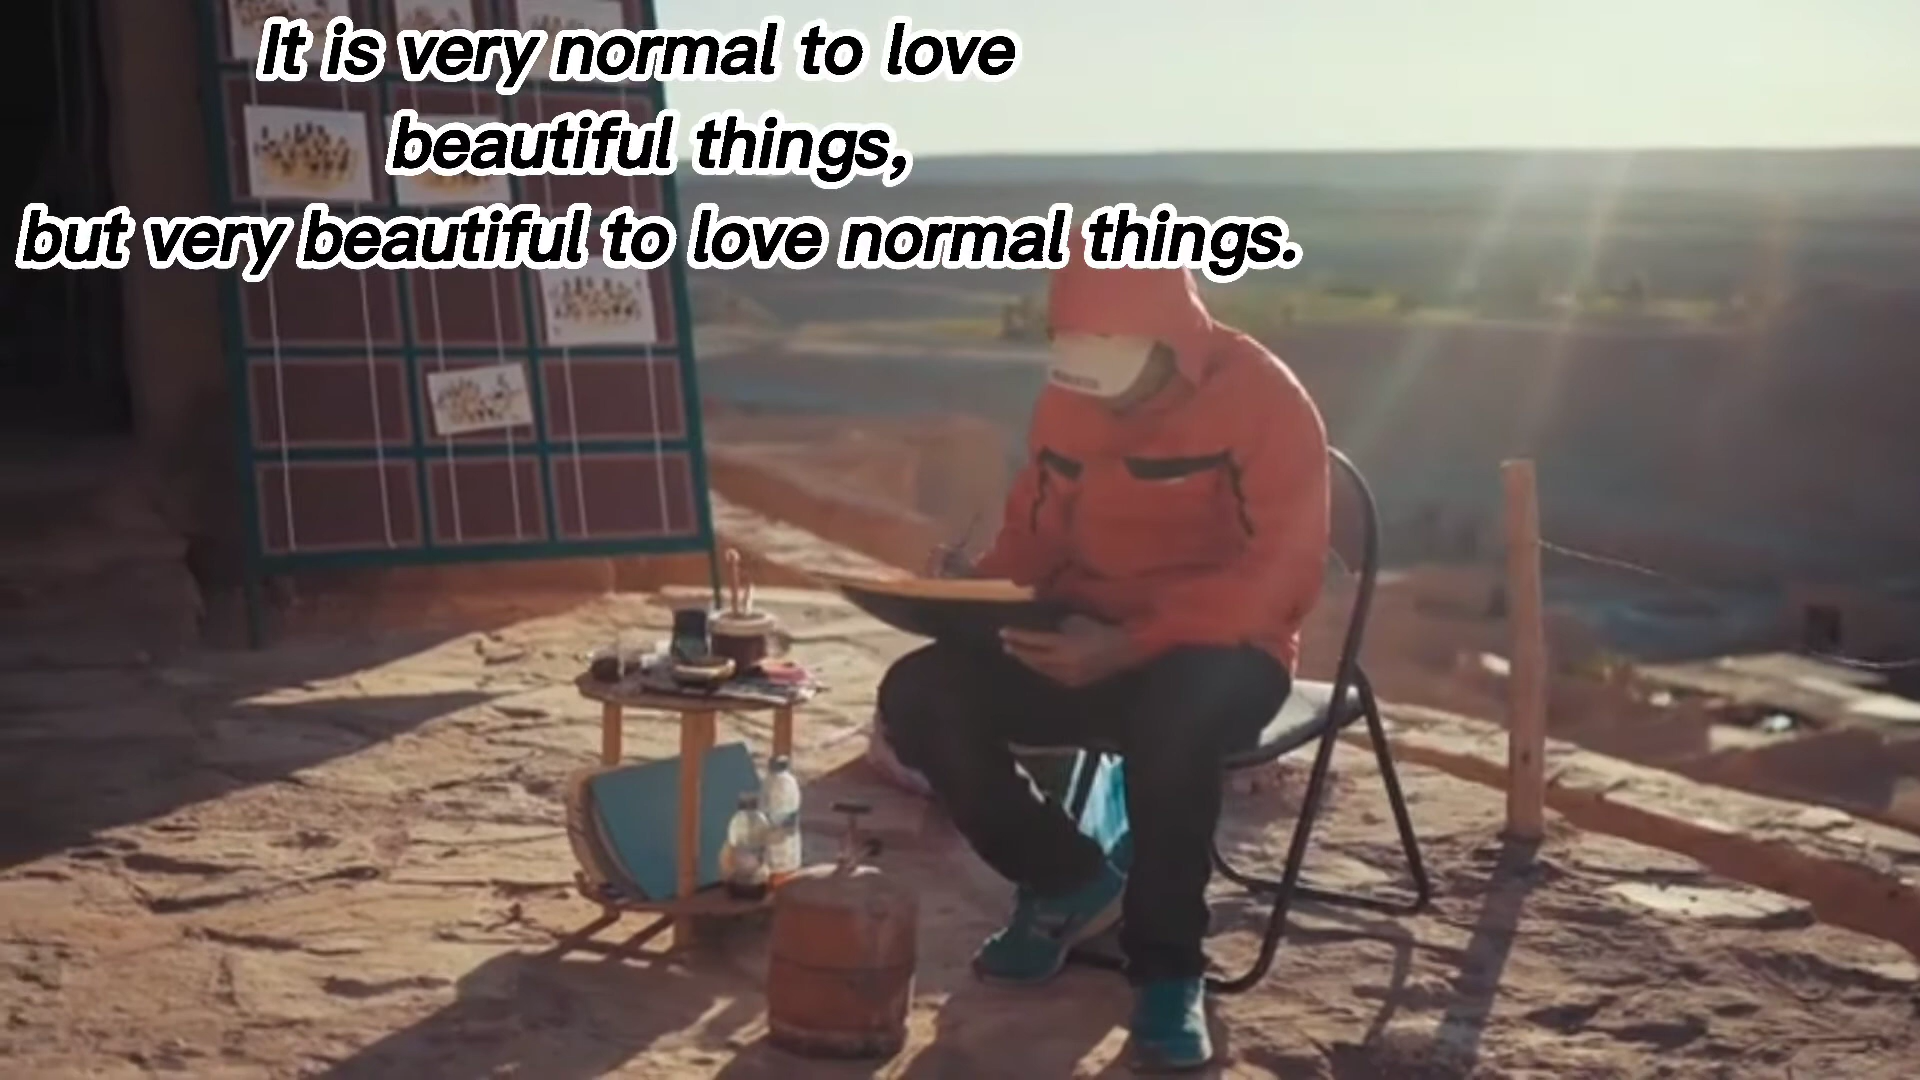 It is very normal to love
beautiful things,
but very beautiful to love normal things.